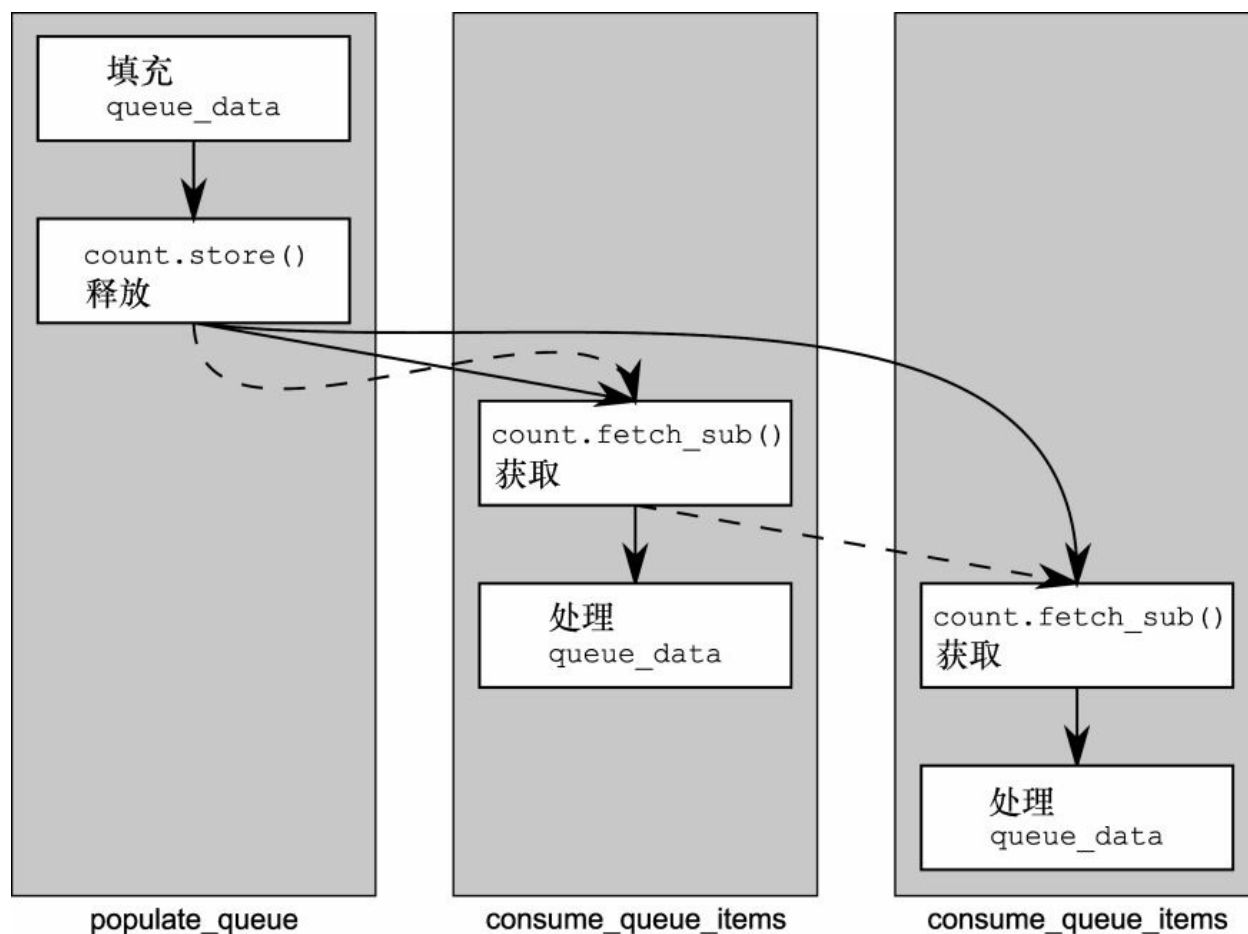 填充
queue_data
count.store()
释放
count.fetch_sub()
获取
处理
queue_data
count.fetch_sub()
获取
处理
queue_data
populate_queue
consume_queue_items
consume_queue_items